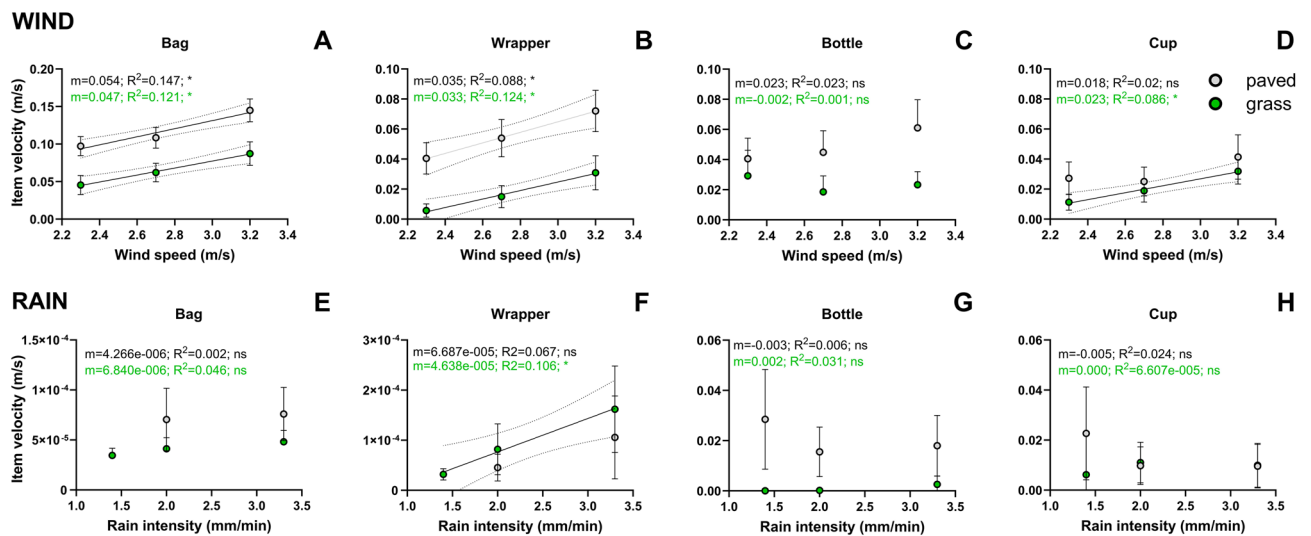 WIND
Bag
A
m=0.054; R²=0.147; *
m=0.047; R²=0.121; *
Item velocity (m/s)
0.20
0.15
0.10
0.05
0.00
2.2 2.4 2.6 2.8 3.0 3.2 3.4
Wind speed (m/s)
Wrapper
B
m=0.035; R²=0.088; *
m=0.033; R²=0.124; *
0.10
0.08
0.06
0.04
0.02
0.00
2.2 2.4 2.6 2.8 3.0 3.2 3.4
Wind speed (m/s)
Bottle
C
m=0.023; R²=0.023; ns
m=-0.002; R²=0.001; ns
0.10
0.08
0.06
0.04
0.02
0.00
2.2 2.4 2.6 2.8 3.0 3.2 3.4
Wind speed (m/s)
Cup
D
m=0.018; R²=0.02; ns
m=0.023; R²=0.086; *
0.10
0.08
0.06
0.04
0.02
0.00
2.2 2.4 2.6 2.8 3.0 3.2 3.4
Wind speed (m/s)
paved
grass
RAIN
Bag
E
m=4.266e-006; R²=0.002; ns
m=6.840e-006; R²=0.046; ns
Item velocity (m/s)
1.5×10⁻⁴
1×10⁻⁴
5×10⁻⁵
0
1.0 1.5 2.0 2.5 3.0 3.5
Rain intensity (mm/min)
Wrapper
F
m=6.687e-005; R2=0.067; ns
m=4.638e-005; R2=0.106; *
3×10⁻⁴
2×10⁻⁴
1×10⁻⁴
0
1.0 1.5 2.0 2.5 3.0 3.5
Rain intensity (mm/min)
Bottle
G
m=-0.003; R²=0.006; ns
m=0.002; R²=0.031; ns
0.06
0.04
0.02
0.00
1.0 1.5 2.0 2.5 3.0 3.5
Rain intensity (mm/min)
Cup
H
m=-0.005; R²=0.024; ns
m=0.000; R²=6.607e-005; ns
0.06
0.04
0.02
0.00
1.0 1.5 2.0 2.5 3.0 3.5
Rain intensity (mm/min)